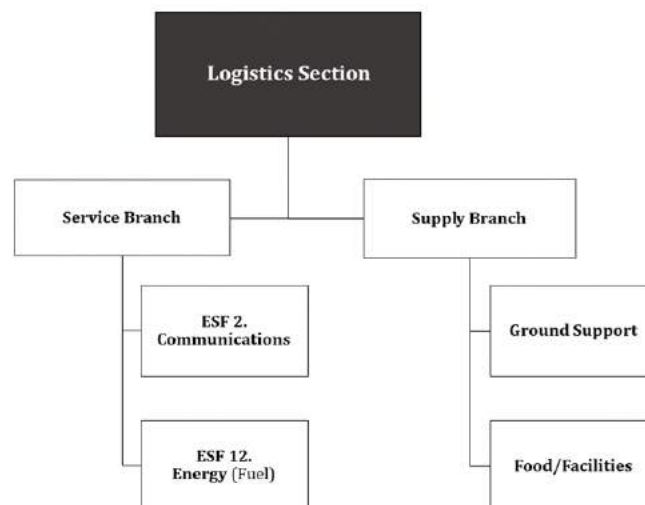 Logistics Section
Service Branch
Supply Branch
ESF 2.
Communications
Ground Support
ESF 12.
Energy (Fuel)
Food/Facilities